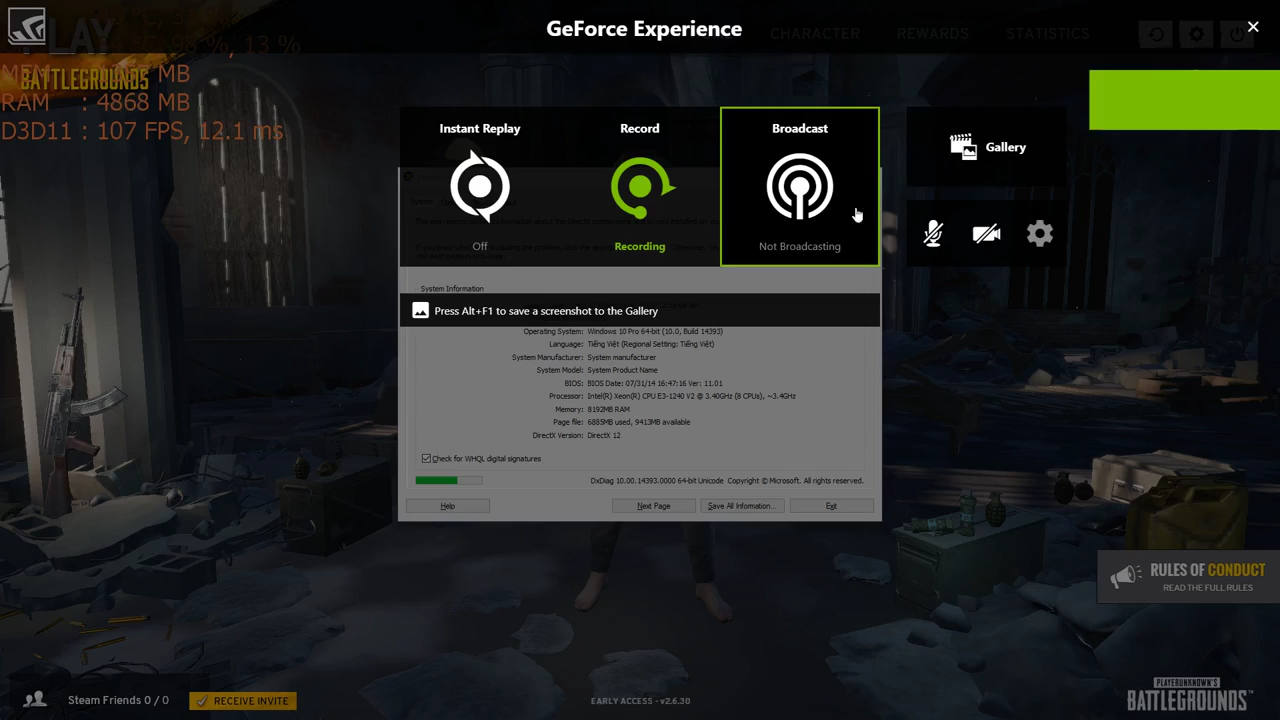 GeForce Experience
PLAY
CHARACTER
REWARDS
STATISTICS
98 %, 13 %
BATTLEGROUNDS
MB
RAM : 4868 MB
D3D11 : 107 FPS, 12.1 ms
Instant Replay
Record
Broadcast
Gallery
Off
Recording
Not Broadcasting
System
System Information
Press Alt+F1 to save a screenshot to the Gallery
Operating System: Windows 10 Pro 64-bit (10.0, Build 14393)
Language: Tiếng Việt (Regional Setting: Tiếng Việt)
System Manufacturer: System manufacturer
System Model: System Product Name
BIOS: BIOS Date: 07/31/14 16:47:16 Ver: 11.01
Processor: Intel(R) Xeon(R) CPU E3-1240 V2 @ 3.40GHz (8 CPUs), ~3.4GHz
Memory: 8192MB RAM
Page file: 6885MB used, 9413MB available
DirectX Version: DirectX 12
Check for WHQL digital signatures
DxDiag 10.00.14393.0000 64-bit Unicode Copyright © Microsoft. All rights reserved.
Help
Next Page
Save All Information...
Exit
RULES OF CONDUCT
READ THE FULL RULES
Steam Friends 0 / 0
RECEIVE INVITE
EARLY ACCESS - v2.6.30
PLAYERUNKNOWN'S
BATTLEGROUNDS